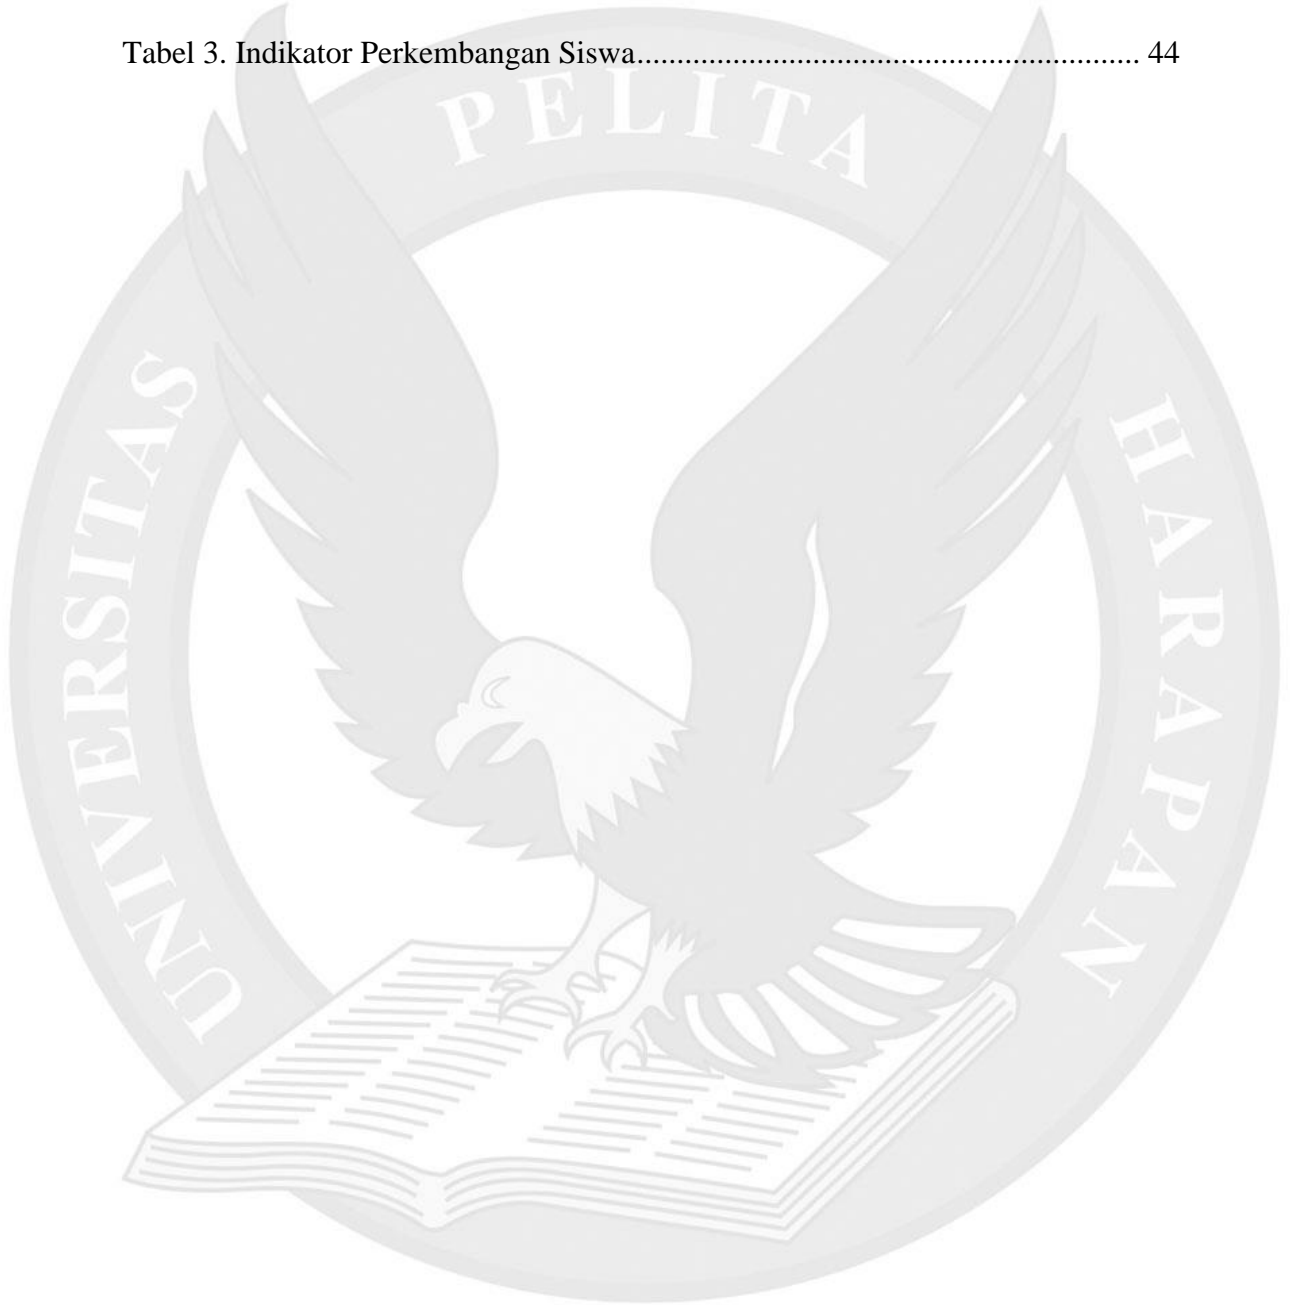 Tabel 3. Indikator Perkembangan Siswa............................................................... 44
PELITA
UNIVERSITAS
HARAPAN